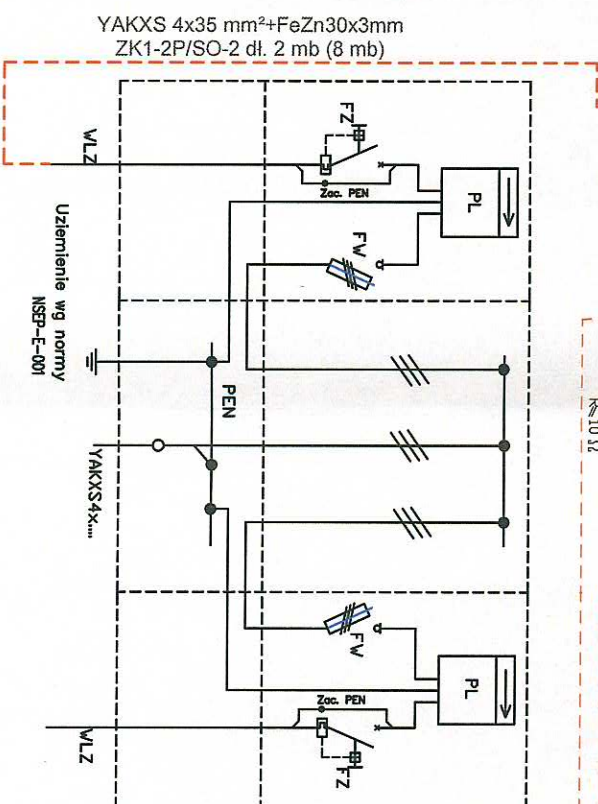 YAKXS 4x35 mm²+FeZn30x3mm
ZK1-2P/SO-2 dł. 2 mb (8 mb)
WLZ
FZ
Zac. PEN
PL
FW
Uziemienie wg normy
NSEP-E-001
PEN
YAKXS4x....
FW
PL
Zac. PEN
FZ
WLZ